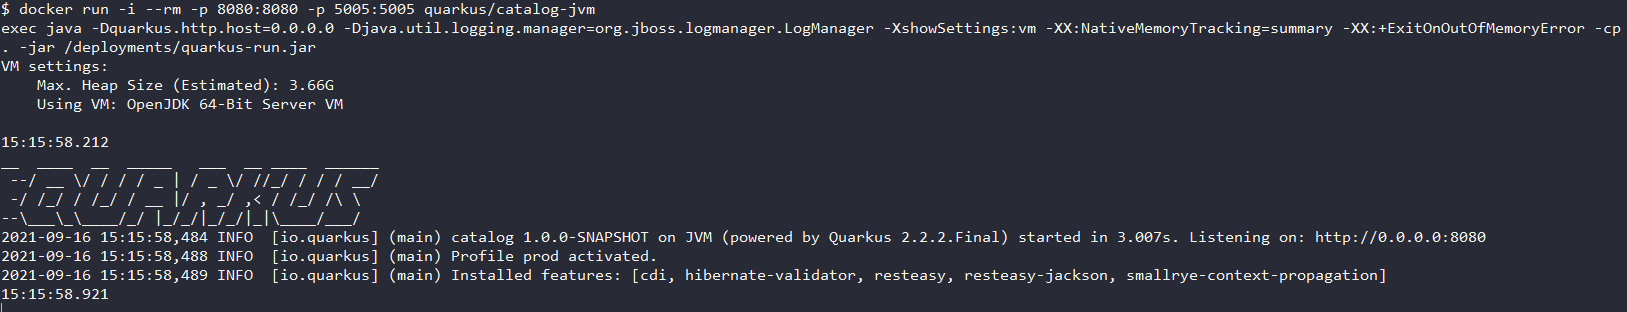 $ docker run -i --rm -p 8080:8080 -p 5005:5005 quarkus/catalog-jvm
exec java -Dquarkus.http.host=0.0.0.0 -Djava.util.logging.manager=org.jboss.logmanager.LogManager -XshowSettings:vm -XX:NativeMemoryTracking=summary -XX:+ExitOnOutOfMemoryError -cp
. -jar /deployments/quarkus-run.jar
VM settings:
    Max. Heap Size (Estimated): 3.66G
    Using VM: OpenJDK 64-Bit Server VM

15:15:58.212
__  ____  __  _____   ___  __ ____  ______
 --/ __ \/ / / / _ | / _ \/ //_/ / / / __/
 -/ /_/ / /_/ / __ |/ , _/ ,< / /_/ /\ \
--\___\_\____/_/ |_/_/|_/_/|_|\____/___/
2021-09-16 15:15:58,484 INFO  [io.quarkus] (main) catalog 1.0.0-SNAPSHOT on JVM (powered by Quarkus 2.2.2.Final) started in 3.007s. Listening on: http://0.0.0.0:8080
2021-09-16 15:15:58,488 INFO  [io.quarkus] (main) Profile prod activated.
2021-09-16 15:15:58,489 INFO  [io.quarkus] (main) Installed features: [cdi, hibernate-validator, resteasy, resteasy-jackson, smallrye-context-propagation]
15:15:58.921